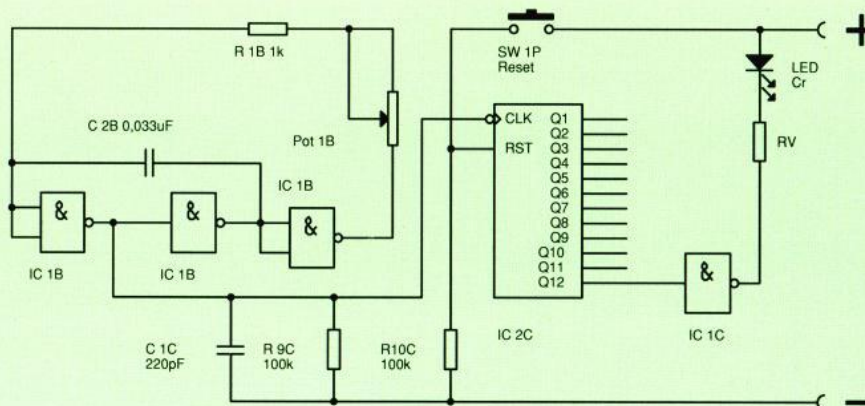 R 1B 1k
SW 1P
Reset
+
LED
Cr
C 2B 0,033uF
Pot 1B
CLK
RST
Q1
Q2
Q3
Q4
Q5
Q6
Q7
Q8
Q9
Q10
Q11
Q12
RV
IC 1B
&
&
&
&
IC 1B
IC 1B
IC 2C
IC 1C
C 1C
220pF
R 9C
100k
R10C
100k
−